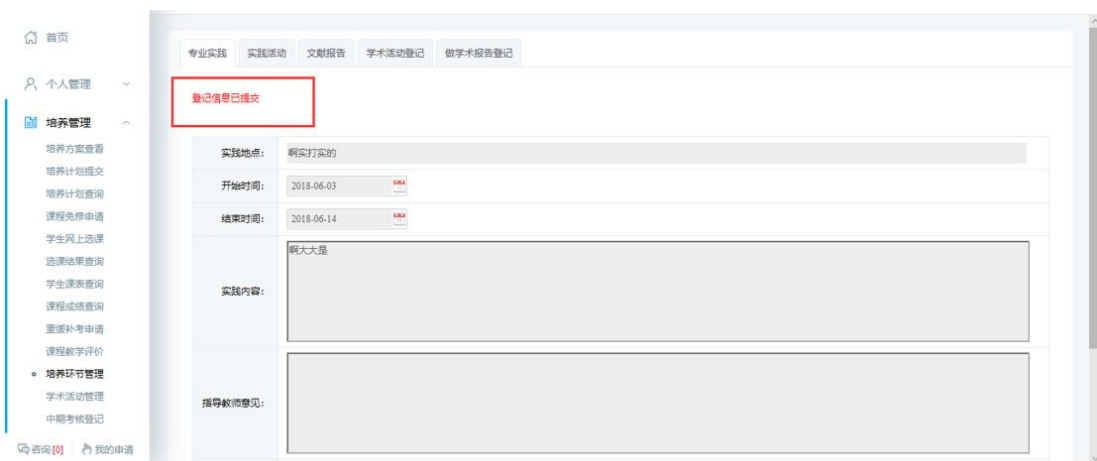 首页
个人管理
培养管理
培养方案查看
培养计划提交
培养计划查询
课程免修申请
学生网上选课
选课结果查询
学生课表查询
课程成绩查询
重修补考申请
课程教学评价
培养环节管理
学术活动管理
中期考核登记
咨询[0] 我的申请
专业实践 实践活动 文献报告 学术活动登记 做学术报告登记
登记信息已提交
实践地点: 啊实打实的
开始时间: 2018-06-03
结束时间: 2018-06-14
实践内容: 啊大大是
指导教师意见: